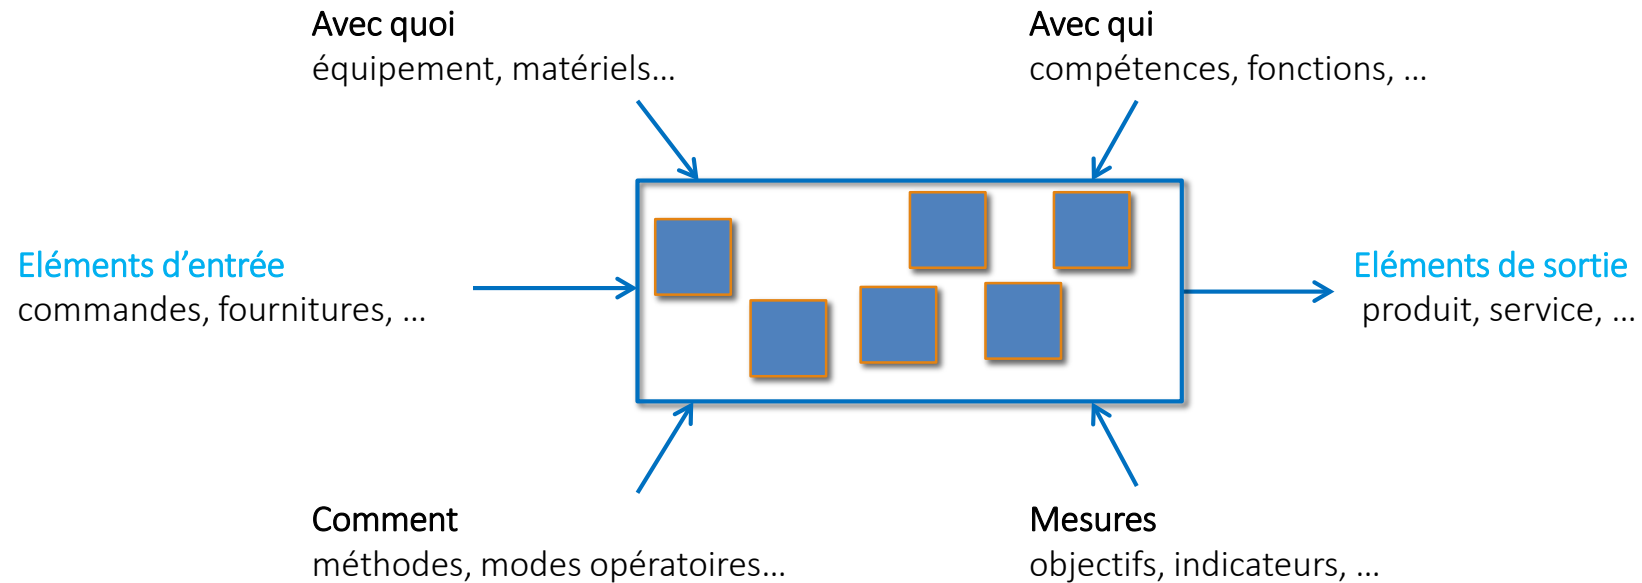 Avec quoi
équipement, matériels...
Avec qui
compétences, fonctions, ...
Eléments d’entrée
commandes, fournitures, ...
Eléments de sortie
produit, service, ...
Comment
méthodes, modes opératoires...
Mesures
objectifs, indicateurs, ...